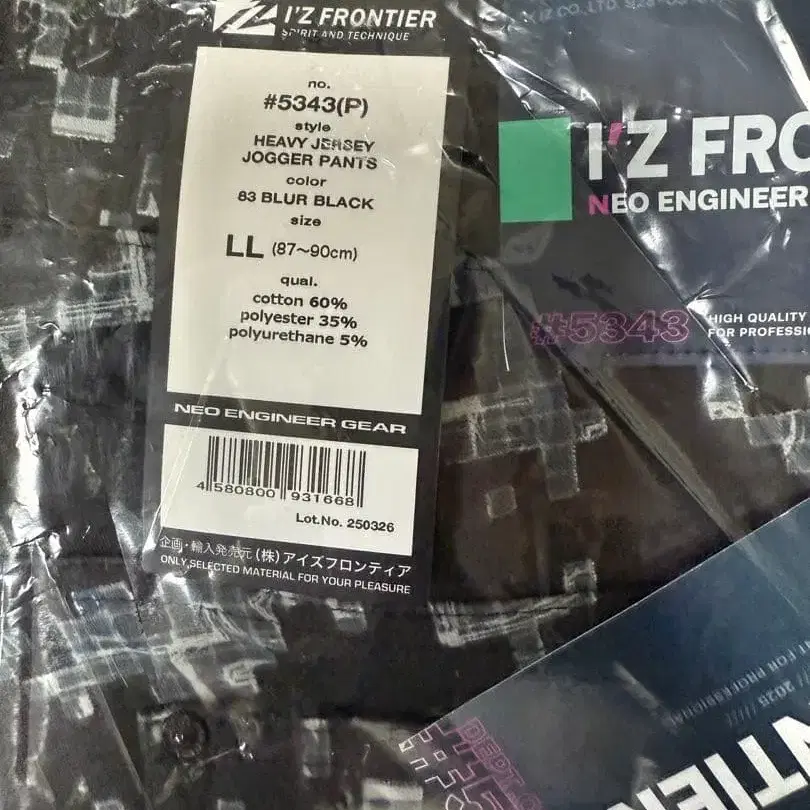 I'Z FRONTIER
SPIRIT AND TECHNIQUE
no.
#5343(P)
style
HEAVY JERSEY
JOGGER PANTS
color
83 BLUR BLACK
size
LL (87～90cm)
qual.
cotton 60%
polyester 35%
polyurethane 5%
NEO ENGINEER GEAR
4 580800 931668
Lot.No. 250326
企画・輸入発売元 (株) アイズフロンティア
ONLY SELECTED MATERIAL FOR YOUR PLEASURE
I'Z FRO
NEO ENGINEER
#5343
HIGH QUALITY
FOR PROFESSIO
2025
DEPT.